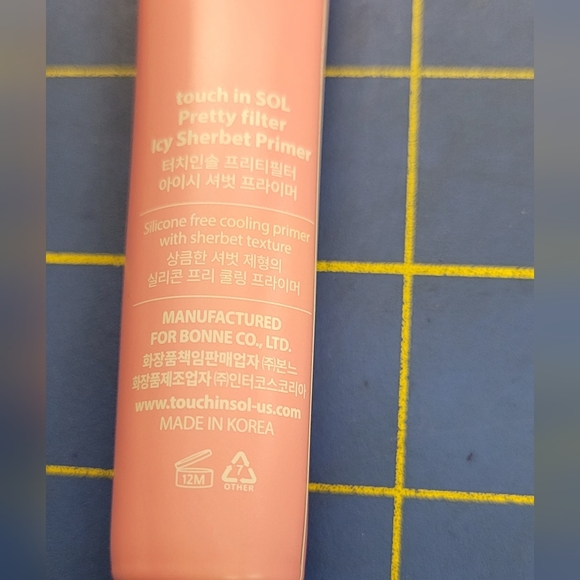 touch in SOL
Pretty filter
Icy Sherbet Primer
터치인솔 프리티필터
아이시 셔벗 프라이머
Silicone free cooling primer
with sherbet texture
상큼한 셔벗 제형의
실리콘 프리 쿨링 프라이머
MANUFACTURED
FOR BONNE CO., LTD.
화장품책임판매업자 ㈜본느
화장품제조업자 ㈜인터코스코리아
www.touchinsol-us.com
MADE IN KOREA
12M
7
OTHER